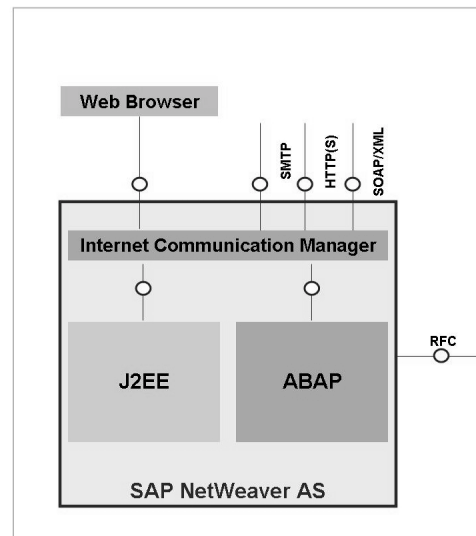 Web Browser
SMTP
HTTP(S)
SOAP/XML
Internet Communication Manager
J2EE
ABAP
RFC
SAP NetWeaver AS